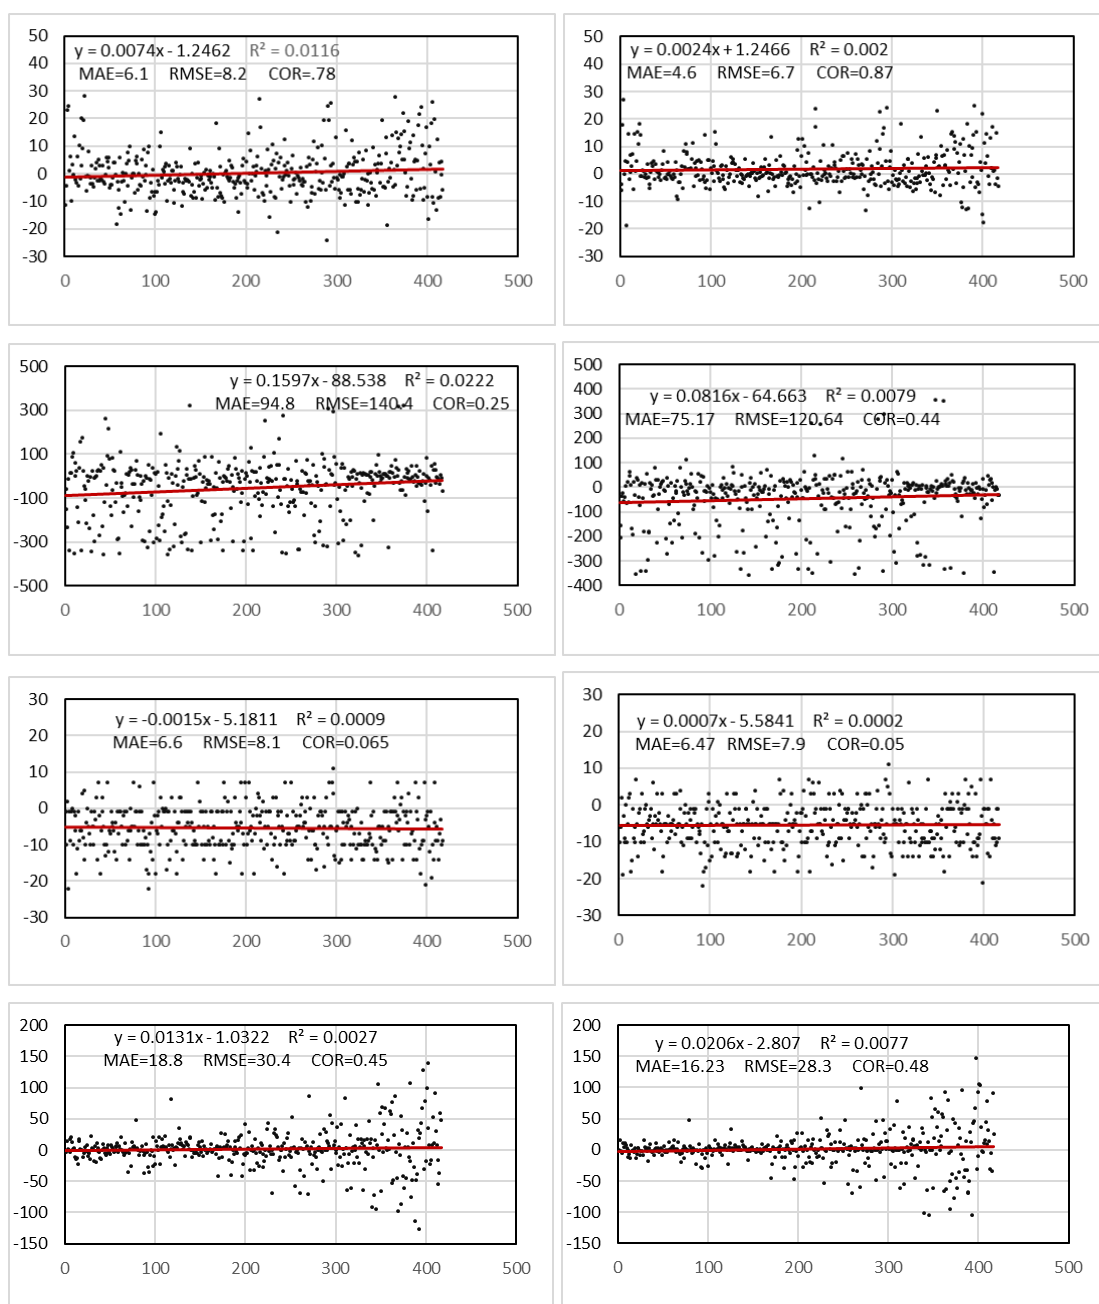 y = 0.0074x - 1.2462 R² = 0.0116
MAE=6.1 RMSE=8.2 COR=.78
50
40
30
20
10
0
-10
-20
-30
0 100 200 300 400 500
y = 0.0024x + 1.2466 R² = 0.002
MAE=4.6 RMSE=6.7 COR=0.87
50
40
30
20
10
0
-10
-20
-30
0 100 200 300 400 500
y = 0.1597x - 88.538 R² = 0.0222
MAE=94.8 RMSE=140.4 COR=0.25
500
300
100
-100
-300
-500
0 100 200 300 400 500
y = 0.0816x - 64.663 R² = 0.0079
MAE=75.17 RMSE=120.64 COR=0.44
500
400
300
200
100
0
-100
-200
-300
-400
0 100 200 300 400 500
y = -0.0015x - 5.1811 R² = 0.0009
MAE=6.6 RMSE=8.1 COR=0.065
30
20
10
0
-10
-20
-30
0 100 200 300 400 500
y = 0.0007x - 5.5841 R² = 0.0002
MAE=6.47 RMSE=7.9 COR=0.05
30
20
10
0
-10
-20
-30
0 100 200 300 400 500
y = 0.0131x - 1.0322 R² = 0.0027
MAE=18.8 RMSE=30.4 COR=0.45
200
150
100
50
0
-50
-100
-150
0 100 200 300 400 500
y = 0.0206x - 2.807 R² = 0.0077
MAE=16.23 RMSE=28.3 COR=0.48
200
150
100
50
0
-50
-100
-150
0 100 200 300 400 500